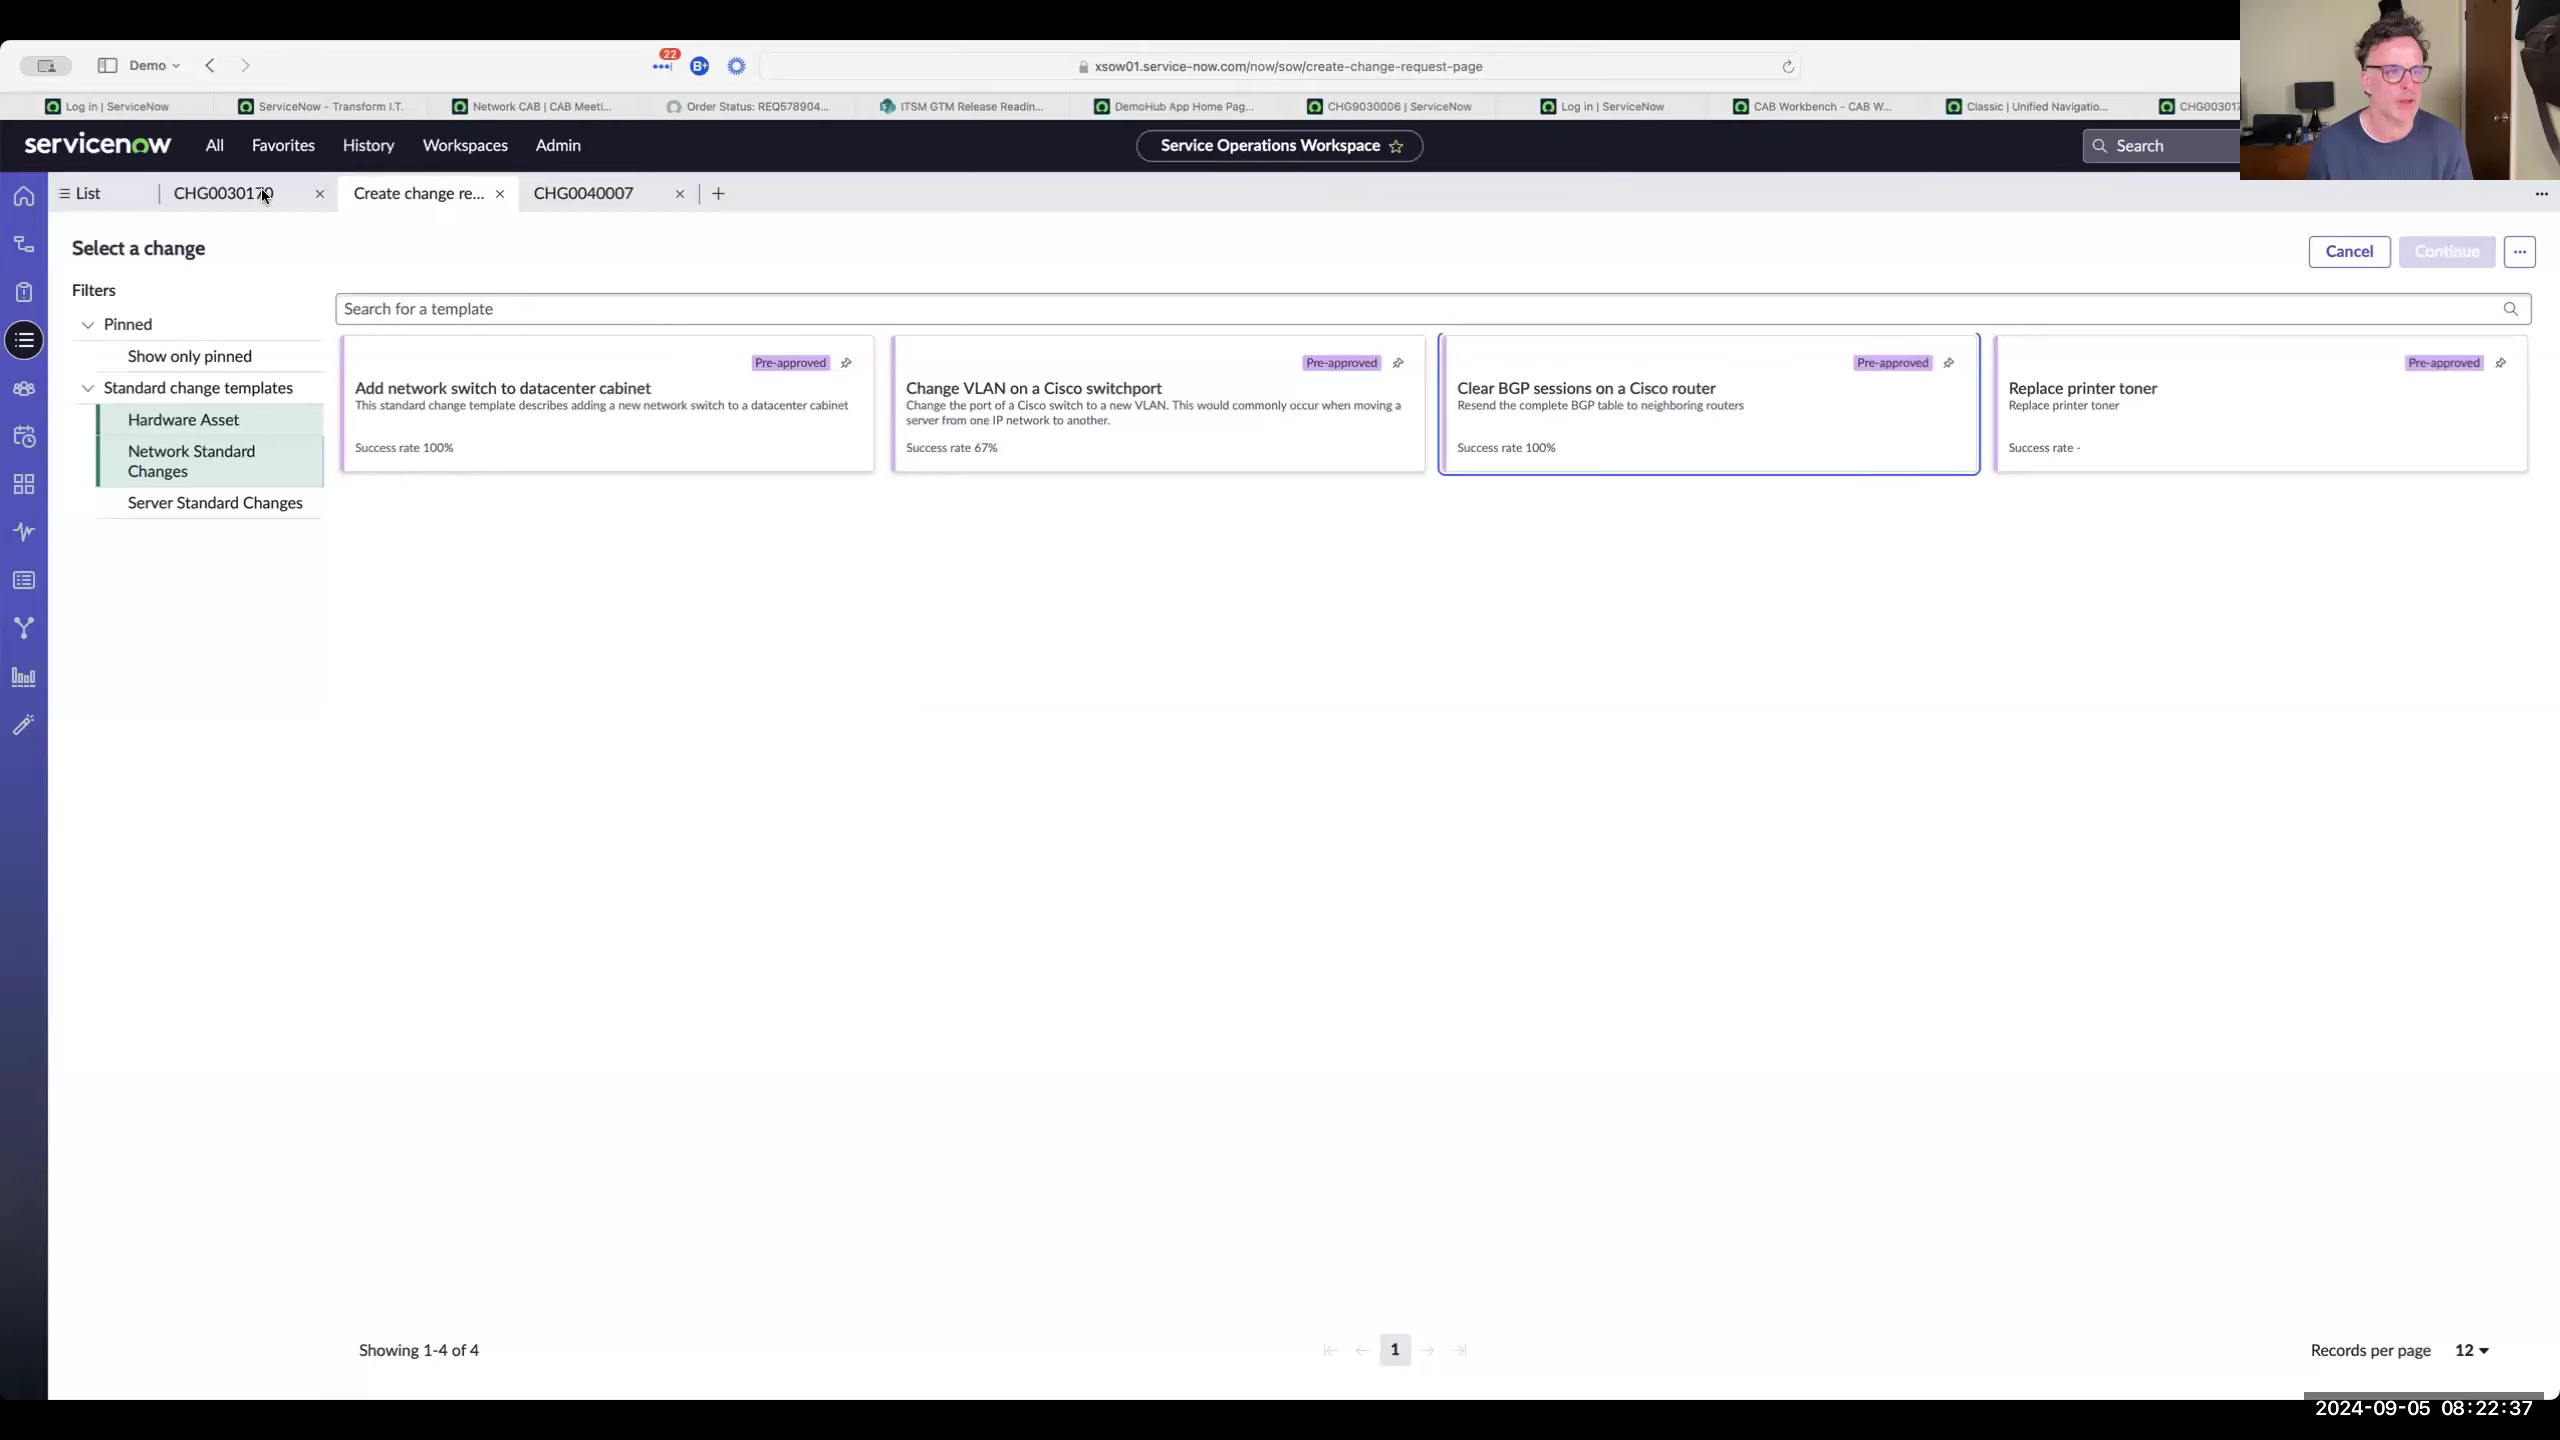 22
Demo
B+
xsow01.service-now.com/now/sow/create-change-request-page
Log in | ServiceNow
ServiceNow - Transform I.T.
Network CAB | CAB Meeti...
Order Status: REQ578904...
ITSM GTM Release Readin...
DemoHub App Home Pag...
CHG9030006 | ServiceNow
Log in | ServiceNow
CAB Workbench - CAB W...
Classic | Unified Navigatio...
CHG003017
servicenow
All
Favorites
History
Workspaces
Admin
Service Operations Workspace
Search
List
CHG0030170
Create change re...
CHG0040007
Select a change
Cancel
Continue
Filters
Search for a template
Pinned
Show only pinned
Standard change templates
Hardware Asset
Network Standard
Changes
Server Standard Changes
Pre-approved
Add network switch to datacenter cabinet
This standard change template describes adding a new network switch to a datacenter cabinet
Success rate 100%
Pre-approved
Change VLAN on a Cisco switchport
Change the port of a Cisco switch to a new VLAN. This would commonly occur when moving a
server from one IP network to another.
Success rate 67%
Pre-approved
Clear BGP sessions on a Cisco router
Resend the complete BGP table to neighboring routers
Success rate 100%
Pre-approved
Replace printer toner
Replace printer toner
Success rate -
Showing 1-4 of 4
1
Records per page
12
2024-09-05 08:22:37